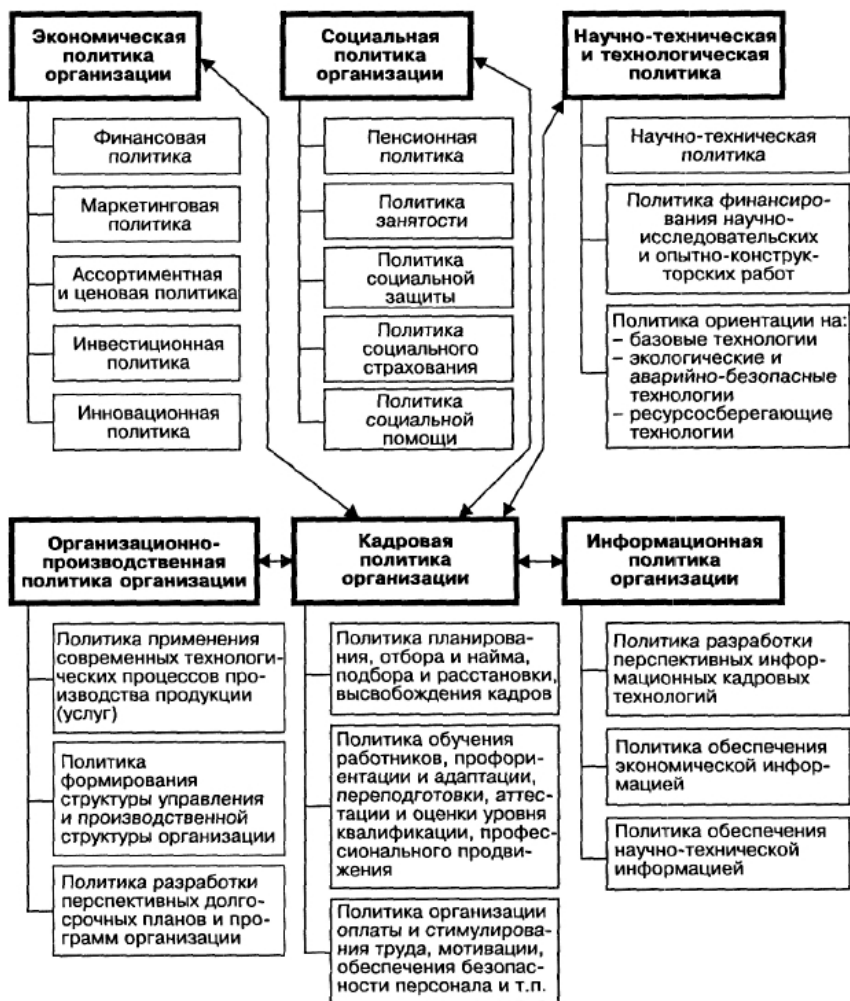 Экономическая
политика
организации
Финансовая
политика
Маркетинговая
политика
Ассортиментная
и ценовая политика
Инвестиционная
политика
Инновационная
политика
Социальная
политика
организации
Пенсионная
политика
Политика
занятости
Политика
социальной
защиты
Политика
социального
страхования
Политика
социальной
помощи
Научно-техническая
и технологическая
политика
Научно-техническая
политика
Политика финансиро-
вания научно-
исследовательских
и опытно-конструк-
торских работ
Политика ориентации на:
– базовые технологии
– экологические и
аварийно-безопасные
технологии
– ресурсосберегающие
технологии
Организационно-
производственная
политика организации
Политика применения
современных технологи-
ческих процессов про-
изводства продукции
(услуг)
Политика
формирования
структуры управления
и производственной
структуры организации
Политика разработки
перспективных долго-
срочных планов и про-
грамм организации
Кадровая
политика
организации
Политика планирова-
ния, отбора и найма,
подбора и расстановки,
высвобождения кадров
Политика обучения
работников, профори-
ентации и адаптации,
переподготовки, аттес-
тации и оценки уровня
квалификации, профес-
сионального продви-
жения
Политика организации
оплаты и стимулирова-
ния труда, мотивации,
обеспечения безопас-
ности персонала и т.п.
Информационная
политика
организации
Политика разработки
перспективных инфор-
мационных кадровых
технологий
Политика обеспечения
экономической инфор-
мацией
Политика обеспечения
научно-технической
информацией